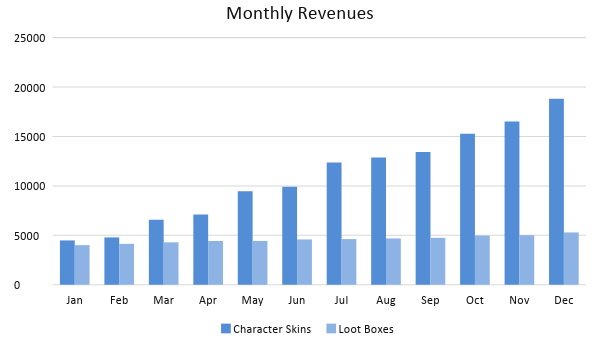 Monthly Revenues
25000
20000
15000
10000
5000
0
Jan Feb Mar Apr May Jun Jul Aug Sep Oct Nov Dec
Character Skins Loot Boxes